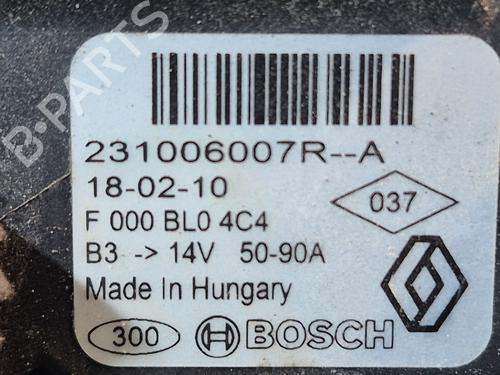 B-PARTS
231006007R--A
18-02-10
037
F 000 BL0 4C4
B3 -> 14V 50-90A
Made In Hungary
300 BOSCH